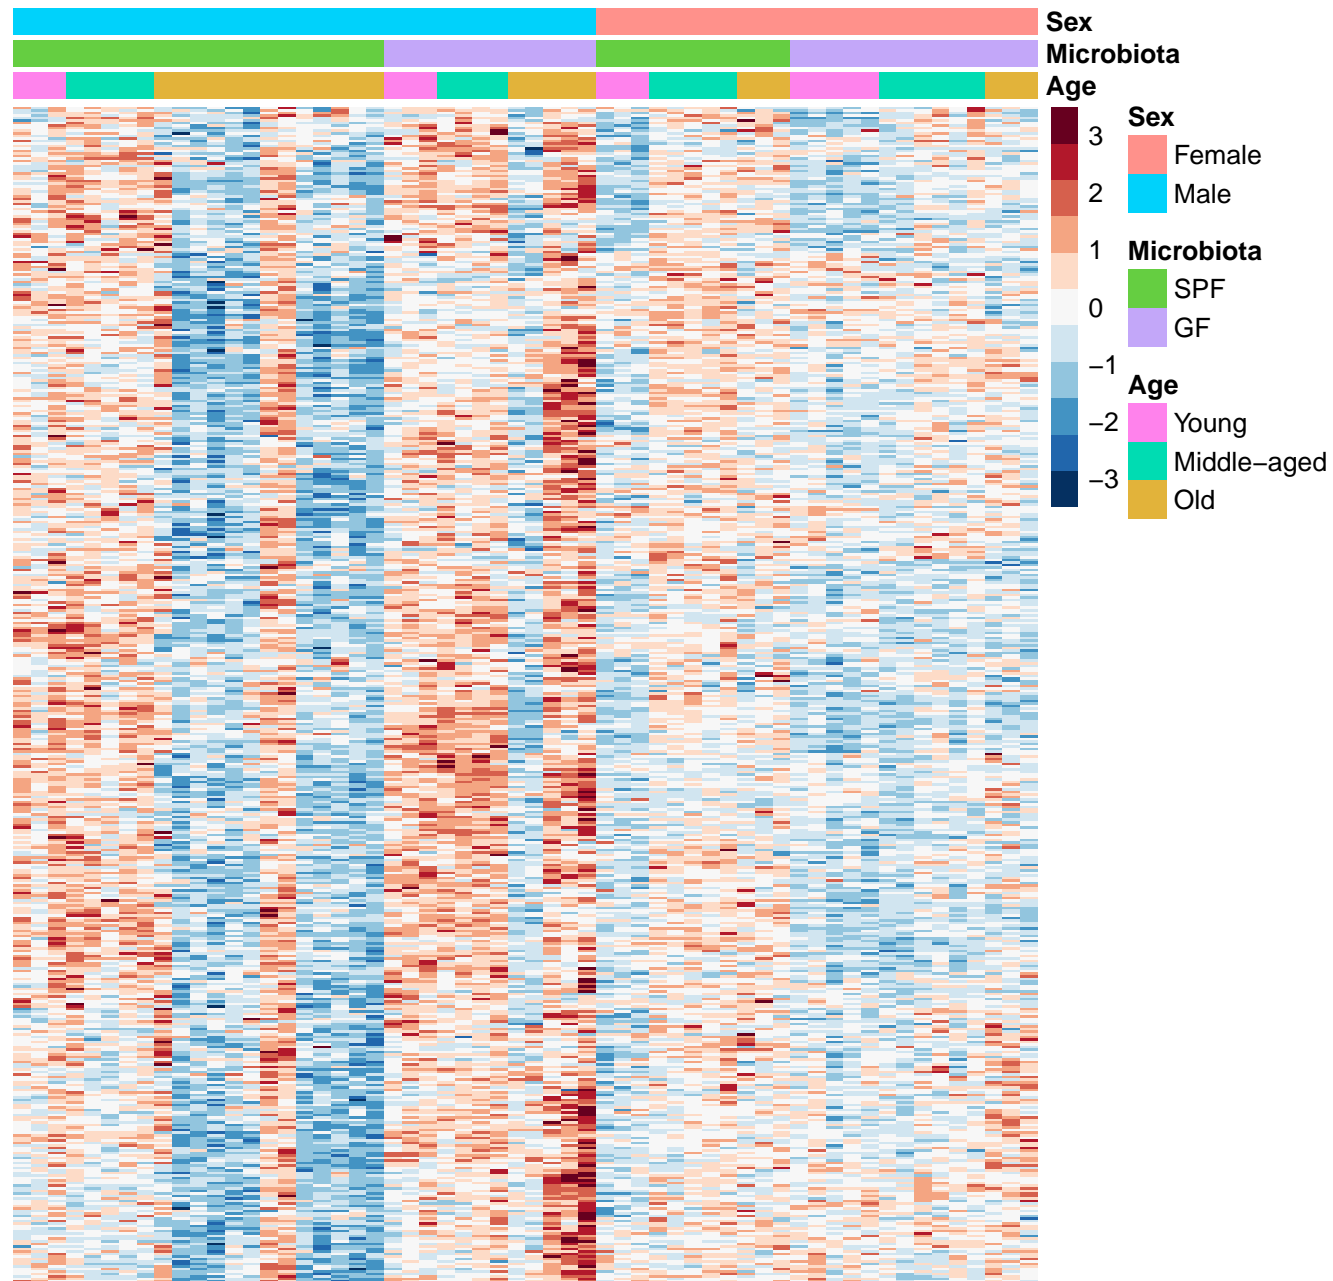 Sex
Microbiota
Age
3
2
1
0
−1
−2
−3
Sex
Female
Male
Microbiota
SPF
GF
Age
Young
Middle−aged
Old